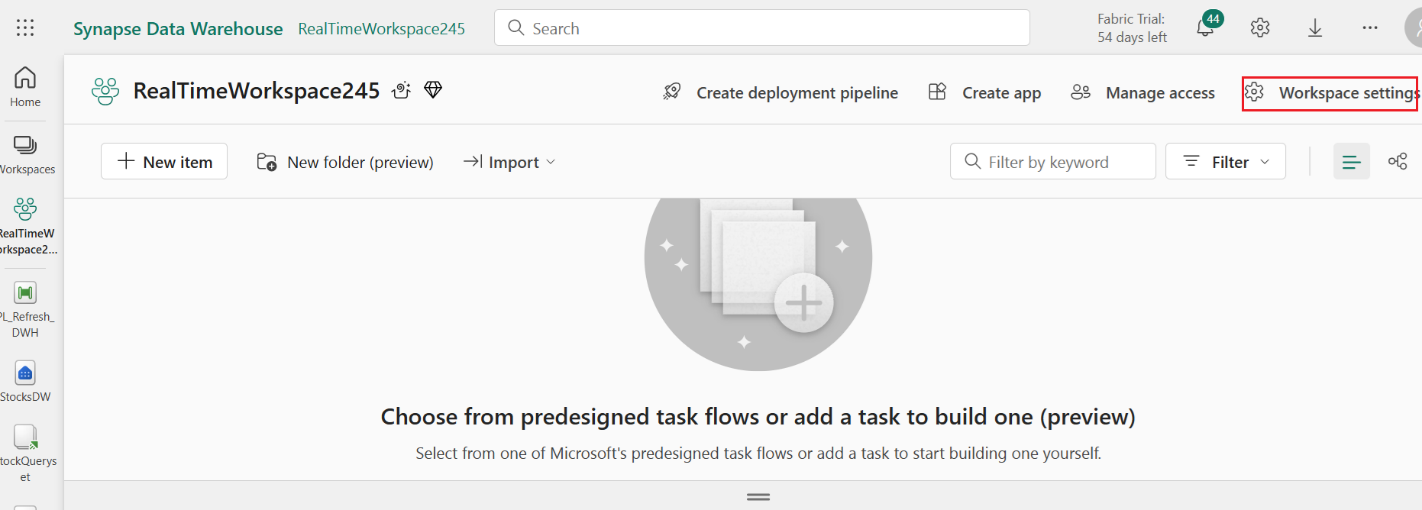 Synapse Data Warehouse RealTimeWorkspace245
Search
Fabric Trial:
54 days left
44
Home
Workspaces
RealTimeW
orkspace2...
PL_Refresh_
DWH
StocksDW
StockQuerys
et
RealTimeWorkspace245
Create deployment pipeline Create app Manage access Workspace settings
New item New folder (preview) Import
Filter by keyword Filter
Choose from predesigned task flows or add a task to build one (preview)
Select from one of Microsoft's predesigned task flows or add a task to start building one yourself.